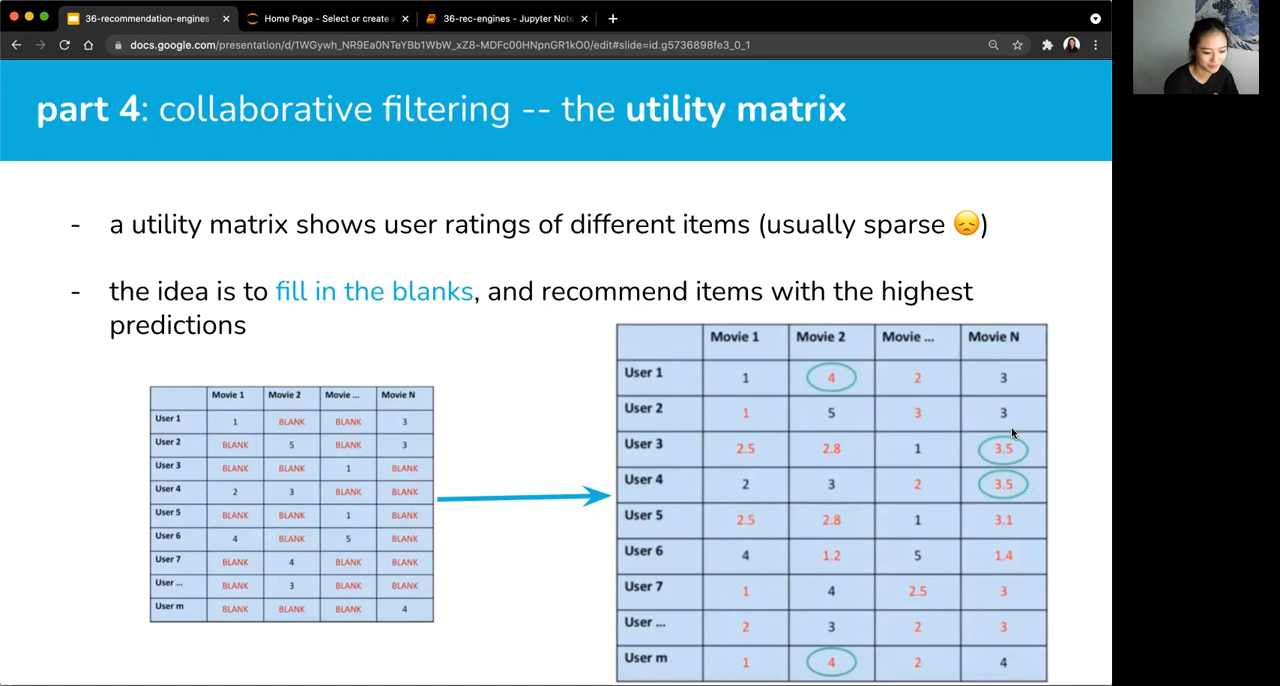 36-recommendation-engines -
Home Page - Select or create a
36-rec-engines - Jupyter Note
docs.google.com/presentation/d/1WGywh_NR9Ea0NTeYBb1WbW_xZ8-MDFc00HNpnGR1kO0/edit#slide=id.g5736898fe3_0_1
part 4: collaborative filtering -- the utility matrix
- a utility matrix shows user ratings of different items (usually sparse 😞)
- the idea is to fill in the blanks, and recommend items with the highest
predictions
Movie 1 Movie 2 Movie ... Movie N
User 1 1 BLANK BLANK 3
User 2 BLANK 5 BLANK 3
User 3 BLANK BLANK 1 BLANK
User 4 2 3 BLANK BLANK
User 5 BLANK BLANK 1 BLANK
User 6 4 BLANK 5 BLANK
User 7 BLANK 4 BLANK BLANK
User ... BLANK 3 BLANK BLANK
User m BLANK BLANK BLANK 4
Movie 1 Movie 2 Movie ... Movie N
User 1 1 4 2 3
User 2 1 5 3 3
User 3 2.5 2.8 1 3.5
User 4 2 3 2 3.5
User 5 2.5 2.8 1 3.1
User 6 4 1.2 5 1.4
User 7 1 4 2.5 3
User ... 2 3 2 3
User m 1 4 2 4